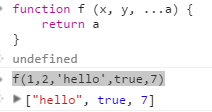 function f (x, y, ...a) {
    return a
}
undefined
f(1,2,'hello',true,7)
["hello", true, 7]